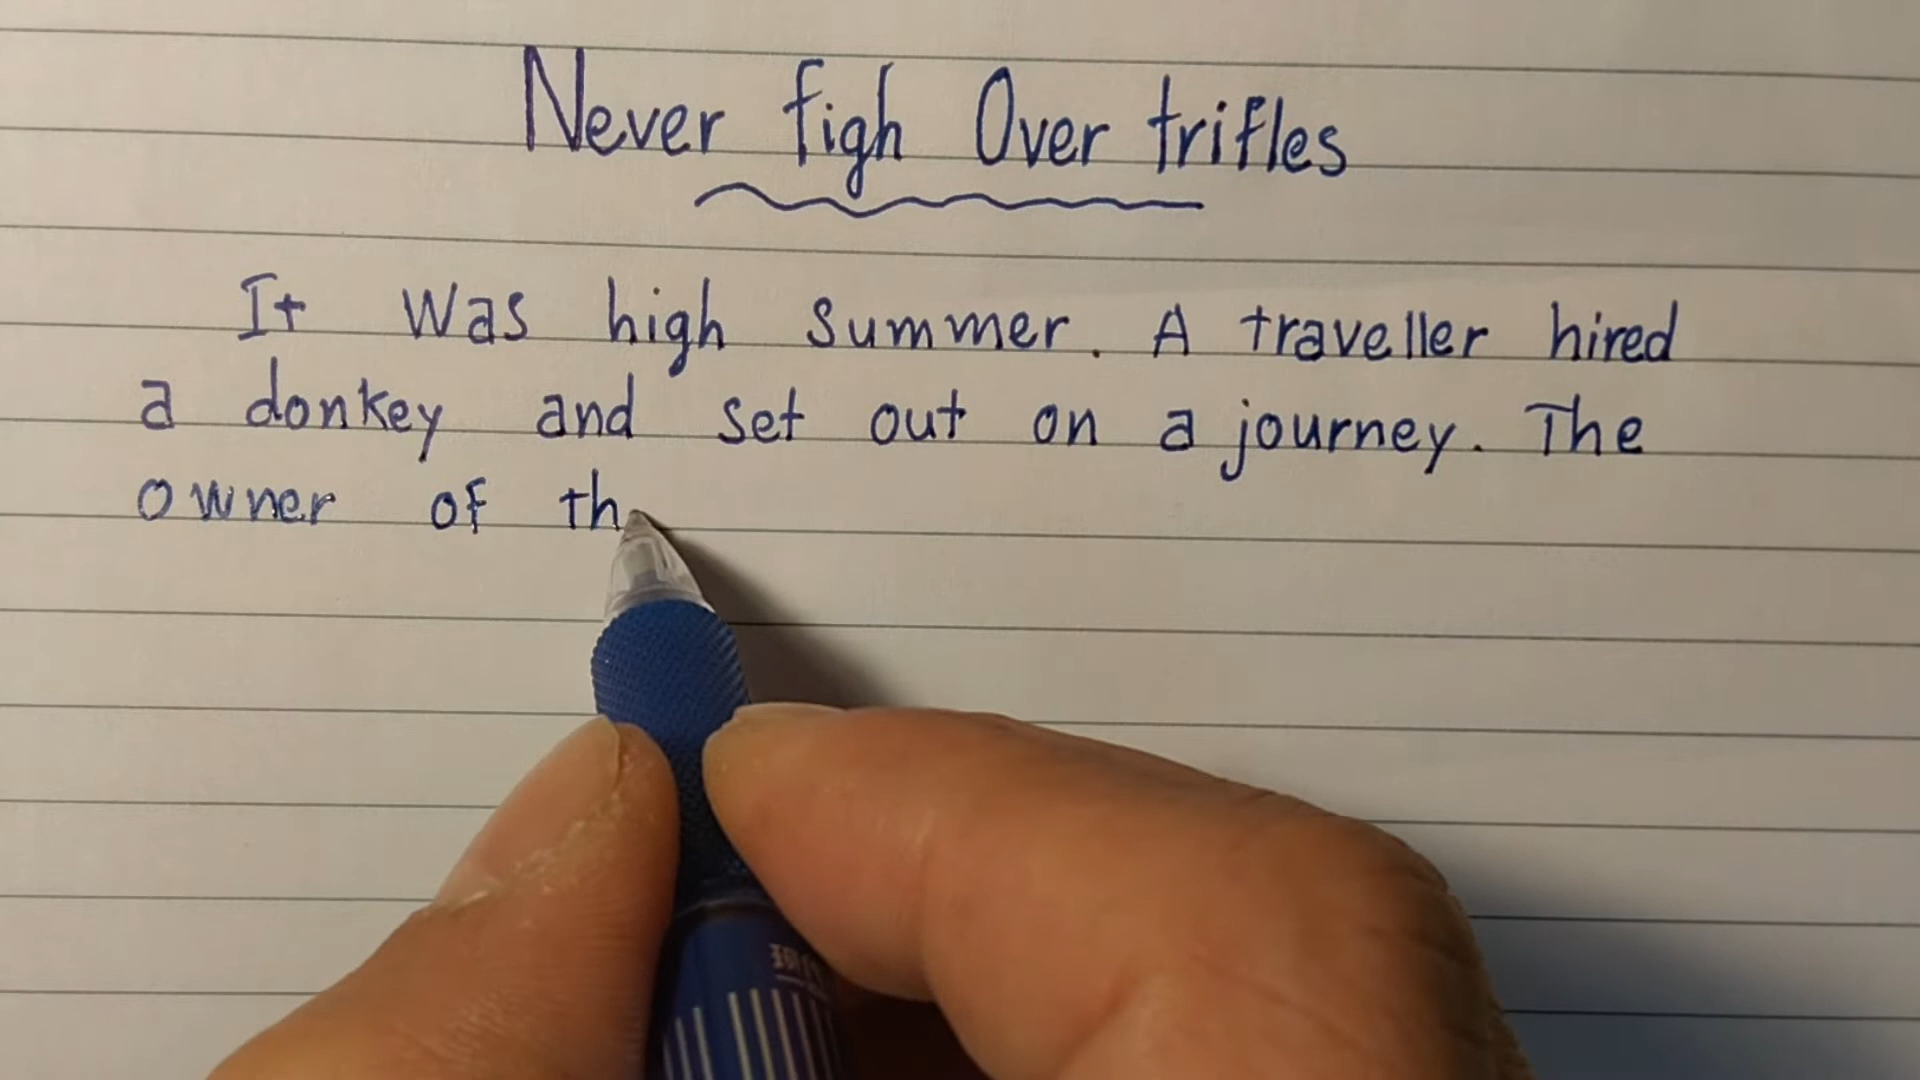 Never figh Over trifles
It was high summer. A traveller hired
a donkey and set out on a journey. The
owner of th